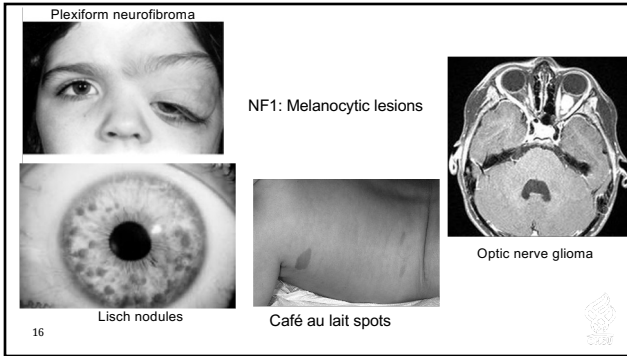 Plexiform neurofibroma
NF1: Melanocytic lesions
Optic nerve glioma
Lisch nodules
Café au lait spots
16